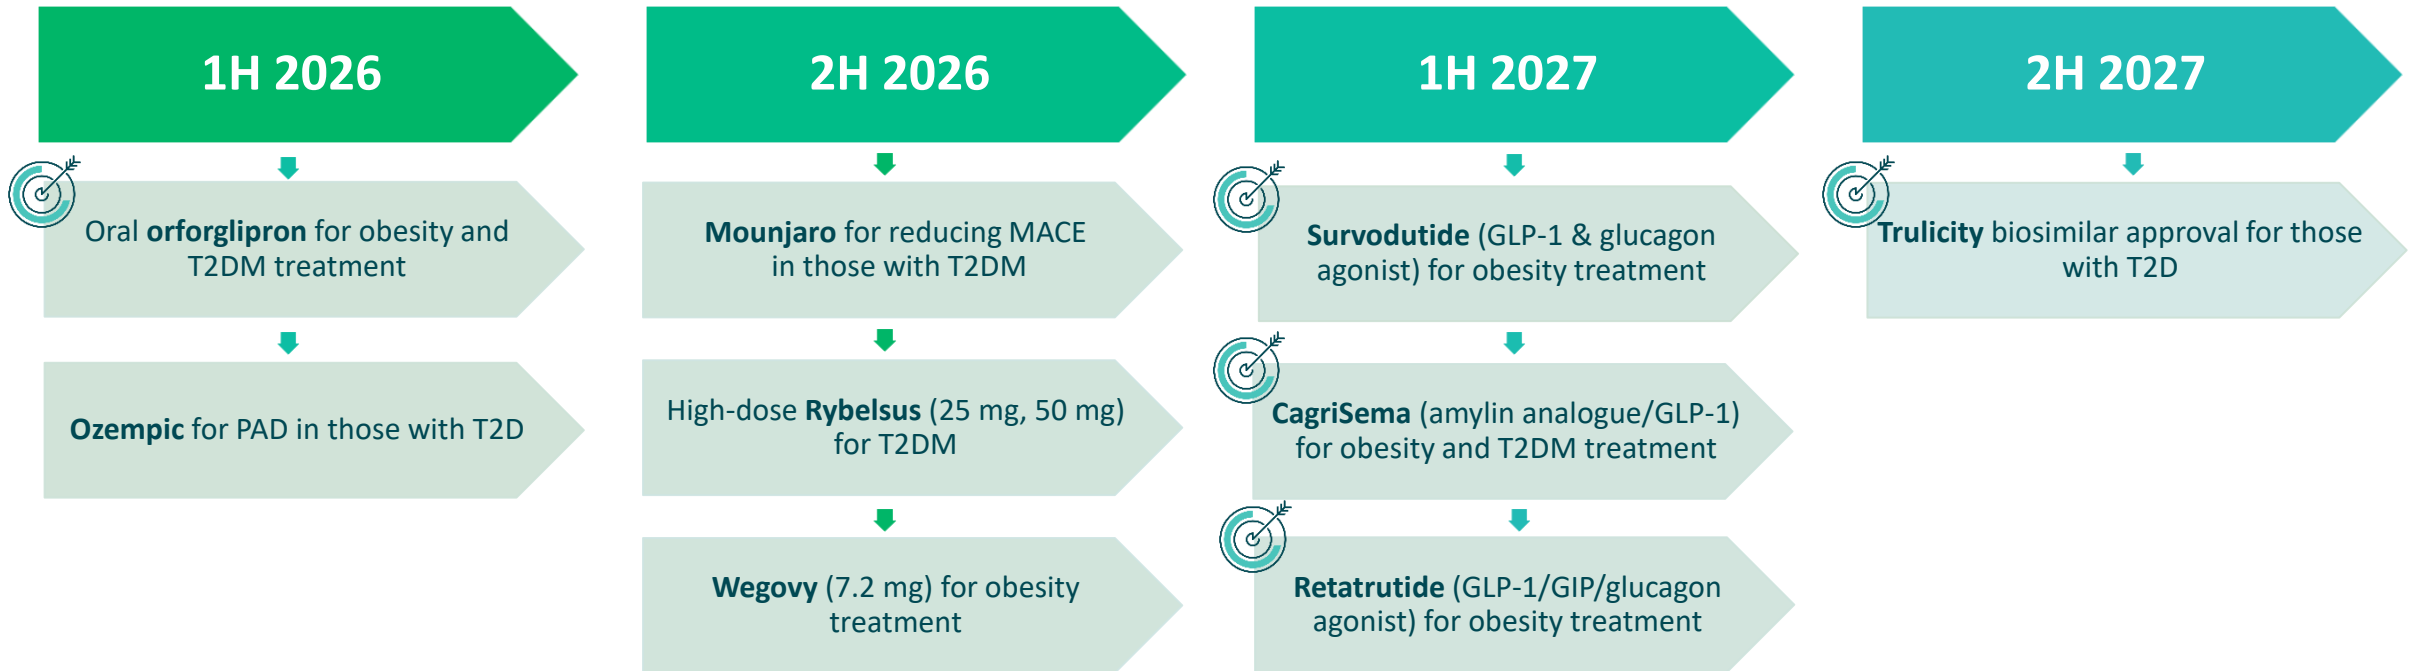 1H 2026
Oral orforglipron for obesity and
T2DM treatment
Ozempic for PAD in those with T2D
2H 2026
Mounjaro for reducing MACE
in those with T2DM
High-dose Rybelsus (25 mg, 50 mg)
for T2DM
Wegovy (7.2 mg) for obesity
treatment
1H 2027
Survodutide (GLP-1 & glucagon
agonist) for obesity treatment
CagriSema (amylin analogue/GLP-1)
for obesity and T2DM treatment
Retatrutide (GLP-1/GIP/glucagon
agonist) for obesity treatment
2H 2027
Trulicity biosimilar approval for those
with T2D